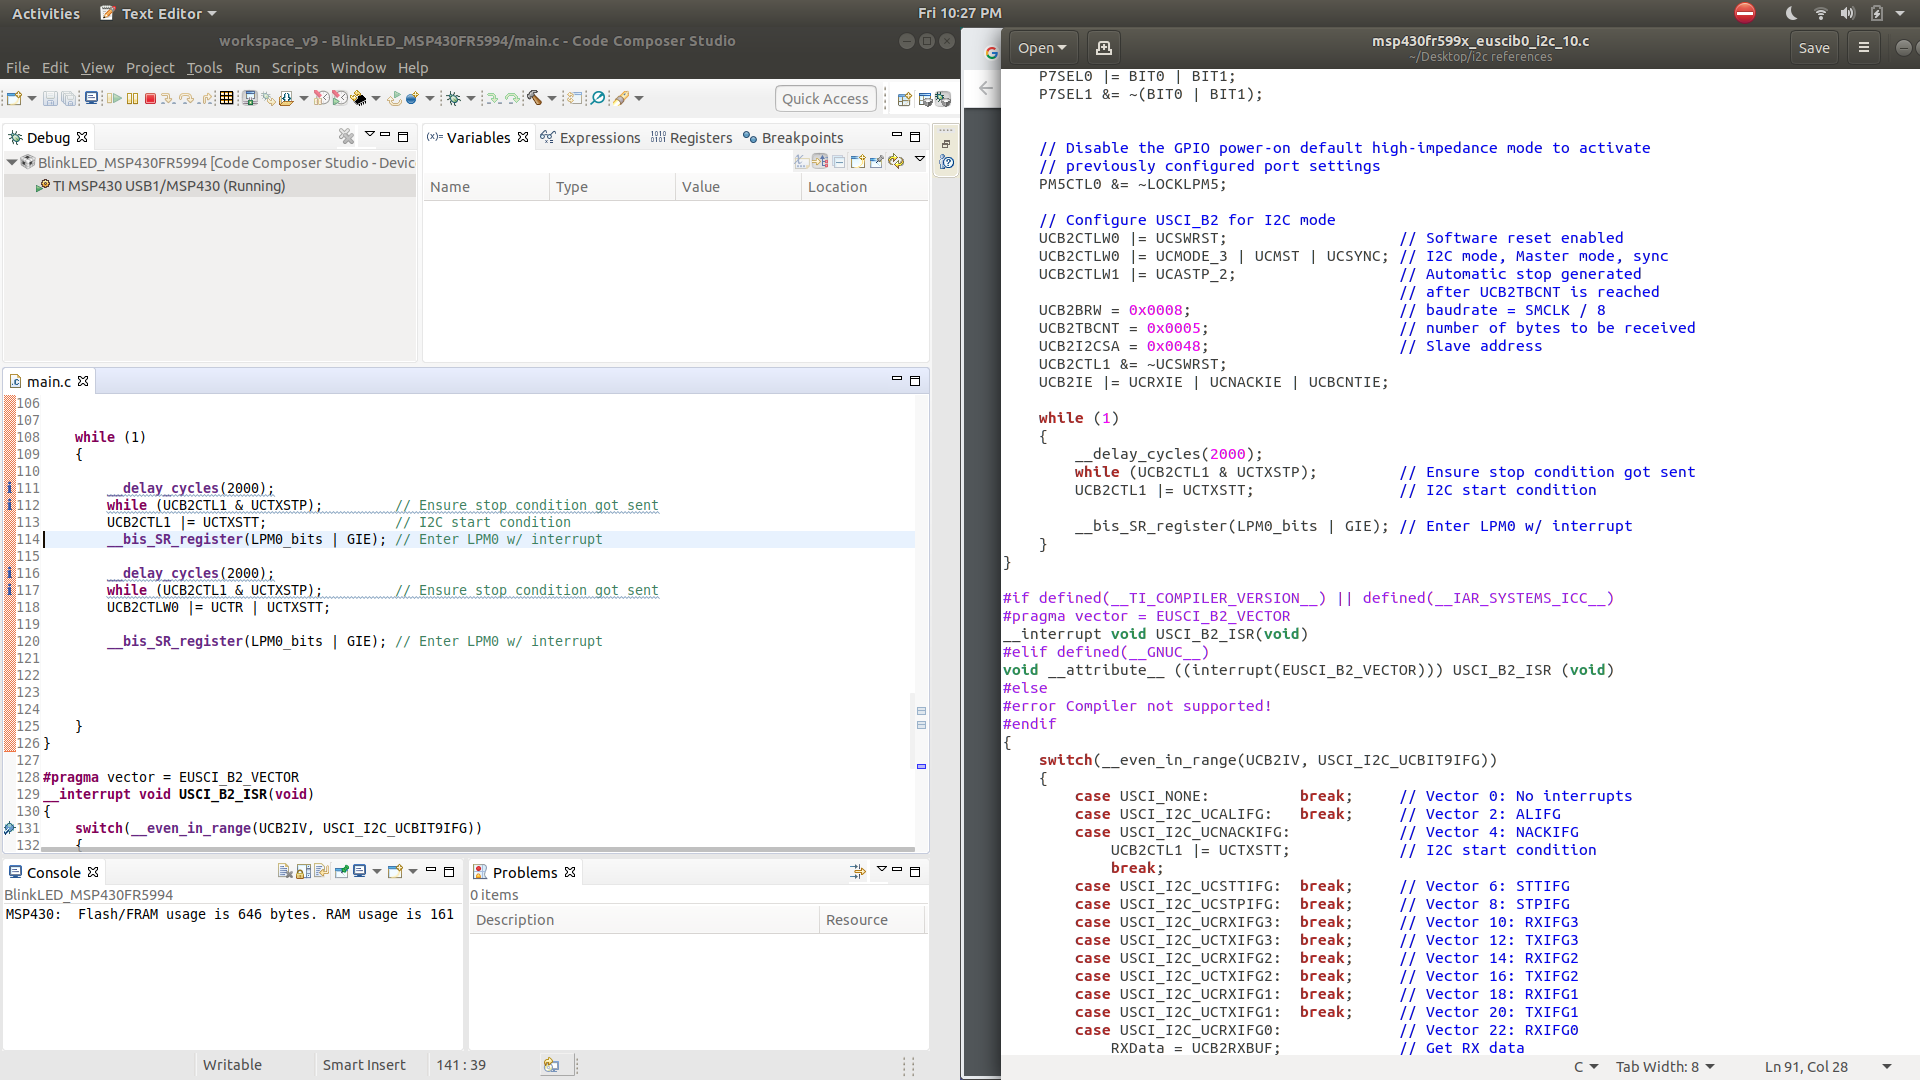 Activities
Text Editor
Fri 10:27 PM
workspace_v9 - BlinkLED_MSP430FR5994/main.c - Code Composer Studio
File Edit View Project Tools Run Scripts Window Help
Quick Access
Debug
BlinkLED_MSP430FR5994 [Code Composer Studio - Devic
TI MSP430 USB1/MSP430 (Running)
(x)= Variables Expressions 1010 0101 Registers Breakpoints
Name Type Value Location
main.c
106
107
108 while (1)
109 {
110
111 __delay_cycles(2000);
112 while (UCB2CTL1 & UCTXSTP); // Ensure stop condition got sent
113 UCB2CTL1 |= UCTXSTT; // I2C start condition
114 __bis_SR_register(LPM0_bits | GIE); // Enter LPM0 w/ interrupt
115
116 __delay_cycles(2000);
117 while (UCB2CTL1 & UCTXSTP); // Ensure stop condition got sent
118 UCB2CTLW0 |= UCTR | UCTXSTT;
119
120 __bis_SR_register(LPM0_bits | GIE); // Enter LPM0 w/ interrupt
121
122
123
124
125 }
126 }
127
128 #pragma vector = EUSCI_B2_VECTOR
129 __interrupt void USCI_B2_ISR(void)
130 {
131 switch(__even_in_range(UCB2IV, USCI_I2C_UCBIT9IFG))
132 {
Console
BlinkLED_MSP430FR5994
MSP430: Flash/FRAM usage is 646 bytes. RAM usage is 161
Problems
0 items
Description Resource
Writable Smart Insert 141 : 39
Open
msp430fr599x_euscib0_i2c_10.c
~/Desktop/i2c references
Save
P7SEL0 |= BIT0 | BIT1;
P7SEL1 &= ~(BIT0 | BIT1);
// Disable the GPIO power-on default high-impedance mode to activate
// previously configured port settings
PM5CTL0 &= ~LOCKLPM5;
// Configure USCI_B2 for I2C mode
UCB2CTLW0 |= UCSWRST; // Software reset enabled
UCB2CTLW0 |= UCMODE_3 | UCMST | UCSYNC; // I2C mode, Master mode, sync
UCB2CTLW1 |= UCASTP_2; // Automatic stop generated
// after UCB2TBCNT is reached
UCB2BRW = 0x0008; // baudrate = SMCLK / 8
UCB2TBCNT = 0x0005; // number of bytes to be received
UCB2I2CSA = 0x0048; // Slave address
UCB2CTL1 &= ~UCSWRST;
UCB2IE |= UCRXIE | UCNACKIE | UCBCNTIE;
while (1)
{
__delay_cycles(2000);
while (UCB2CTL1 & UCTXSTP); // Ensure stop condition got sent
UCB2CTL1 |= UCTXSTT; // I2C start condition
__bis_SR_register(LPM0_bits | GIE); // Enter LPM0 w/ interrupt
}
}
#if defined(__TI_COMPILER_VERSION__) || defined(__IAR_SYSTEMS_ICC__)
#pragma vector = EUSCI_B2_VECTOR
__interrupt void USCI_B2_ISR(void)
#elif defined(__GNUC__)
void __attribute__ ((interrupt(EUSCI_B2_VECTOR))) USCI_B2_ISR (void)
#else
#error Compiler not supported!
#endif
{
switch(__even_in_range(UCB2IV, USCI_I2C_UCBIT9IFG))
{
case USCI_NONE: break; // Vector 0: No interrupts
case USCI_I2C_UCALIFG: break; // Vector 2: ALIFG
case USCI_I2C_UCNACKIFG: // Vector 4: NACKIFG
UCB2CTL1 |= UCTXSTT; // I2C start condition
break;
case USCI_I2C_UCSTTIFG: break; // Vector 6: STTIFG
case USCI_I2C_UCSTPIFG: break; // Vector 8: STPIFG
case USCI_I2C_UCRXIFG3: break; // Vector 10: RXIFG3
case USCI_I2C_UCTXIFG3: break; // Vector 12: TXIFG3
case USCI_I2C_UCRXIFG2: break; // Vector 14: RXIFG2
case USCI_I2C_UCTXIFG2: break; // Vector 16: TXIFG2
case USCI_I2C_UCRXIFG1: break; // Vector 18: RXIFG1
case USCI_I2C_UCTXIFG1: break; // Vector 20: TXIFG1
case USCI_I2C_UCRXIFG0: // Vector 22: RXIFG0
RXData = UCB2RXBUF; // Get RX data
C Tab Width: 8 Ln 91, Col 28